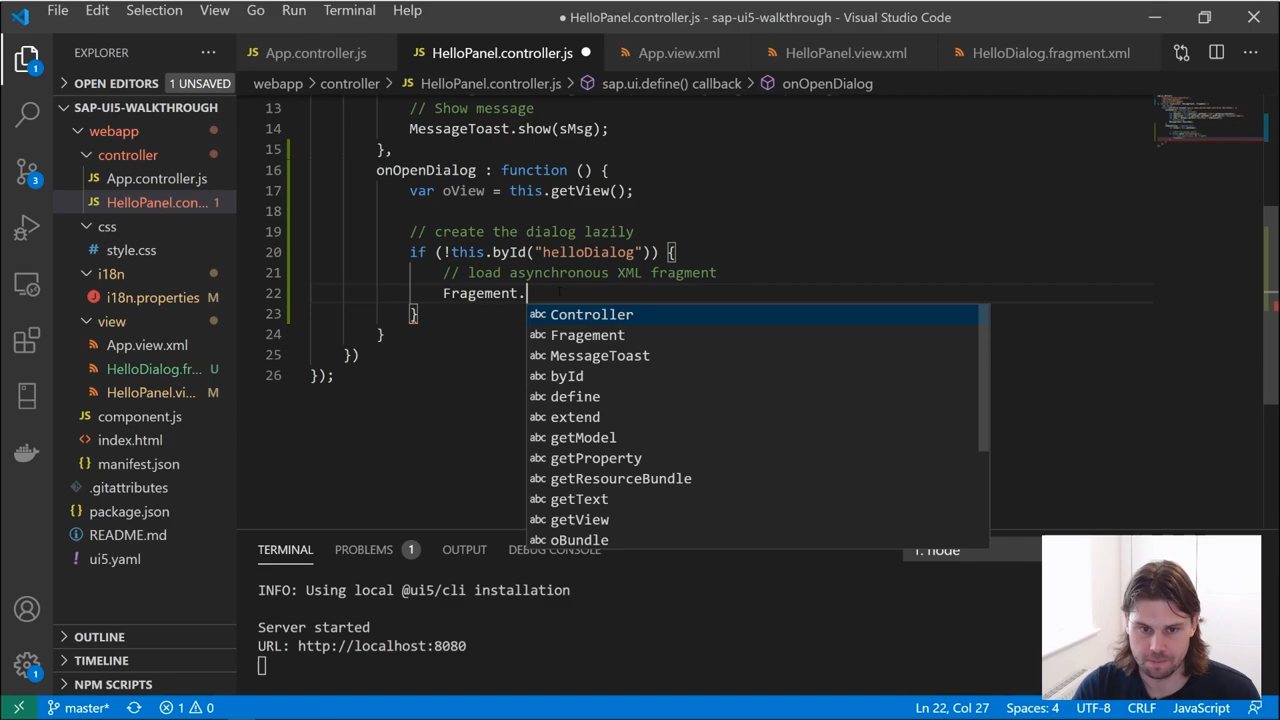 File Edit Selection View Go Run Terminal Help
● HelloPanel.controller.js - sap-ui5-walkthrough - Visual Studio Code
EXPLORER
App.controller.js
HelloPanel.controller.js
App.view.xml
HelloPanel.view.xml
HelloDialog.fragment.xml
OPEN EDITORS 1 UNSAVED
webapp > controller > JS HelloPanel.controller.js > sap.ui.define() callback > onOpenDialog
SAP-UI5-WALKTHROUGH
webapp
controller
JS App.controller.js
JS HelloPanel.con... 1
css
# style.css
i18n
i18n.properties M
view
App.view.xml
HelloDialog.fr... U
HelloPanel.vi... M
JS component.js
index.html
manifest.json
.gitattributes
package.json
README.md
ui5.yaml
OUTLINE
TIMELINE
NPM SCRIPTS
13 // Show message
14 MessageToast.show(sMsg);
15 },
16 onOpenDialog : function () {
17 var oView = this.getView();
18
19 // create the dialog lazily
20 if (!this.byId("helloDialog")) {
21 // load asynchronous XML fragment
22 Fragement.
23 }
24 }
25 })
26 });
abc Controller
abc Fragement
abc MessageToast
abc byId
abc define
abc extend
abc getModel
abc getProperty
abc getResourceBundle
abc getText
abc getView
abc oBundle
TERMINAL PROBLEMS 1 OUTPUT DEBUG CONSOLE 1: node
INFO: Using local @ui5/cli installation
Server started
URL: http://localhost:8080
master* 1 0 Ln 22, Col 27 Spaces: 4 UTF-8 CRLF JavaScript